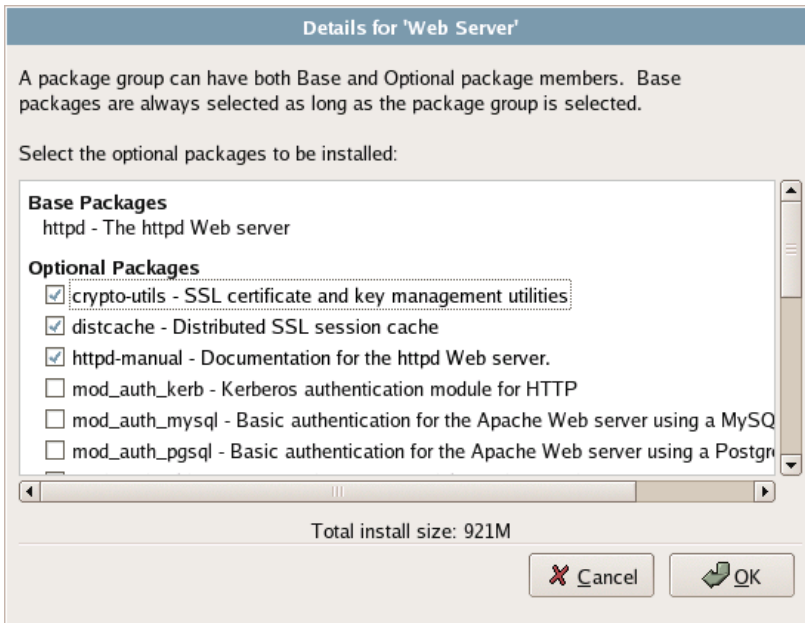 Details for 'Web Server'
A package group can have both Base and Optional package members. Base
packages are always selected as long as the package group is selected.
Select the optional packages to be installed:
Base Packages
httpd - The httpd Web server
Optional Packages
crypto-utils - SSL certificate and key management utilities
distcache - Distributed SSL session cache
httpd-manual - Documentation for the httpd Web server.
mod_auth_kerb - Kerberos authentication module for HTTP
mod_auth_mysql - Basic authentication for the Apache Web server using a MySQ
mod_auth_pgsql - Basic authentication for the Apache Web server using a Postgr
Total install size: 921M
Cancel
OK